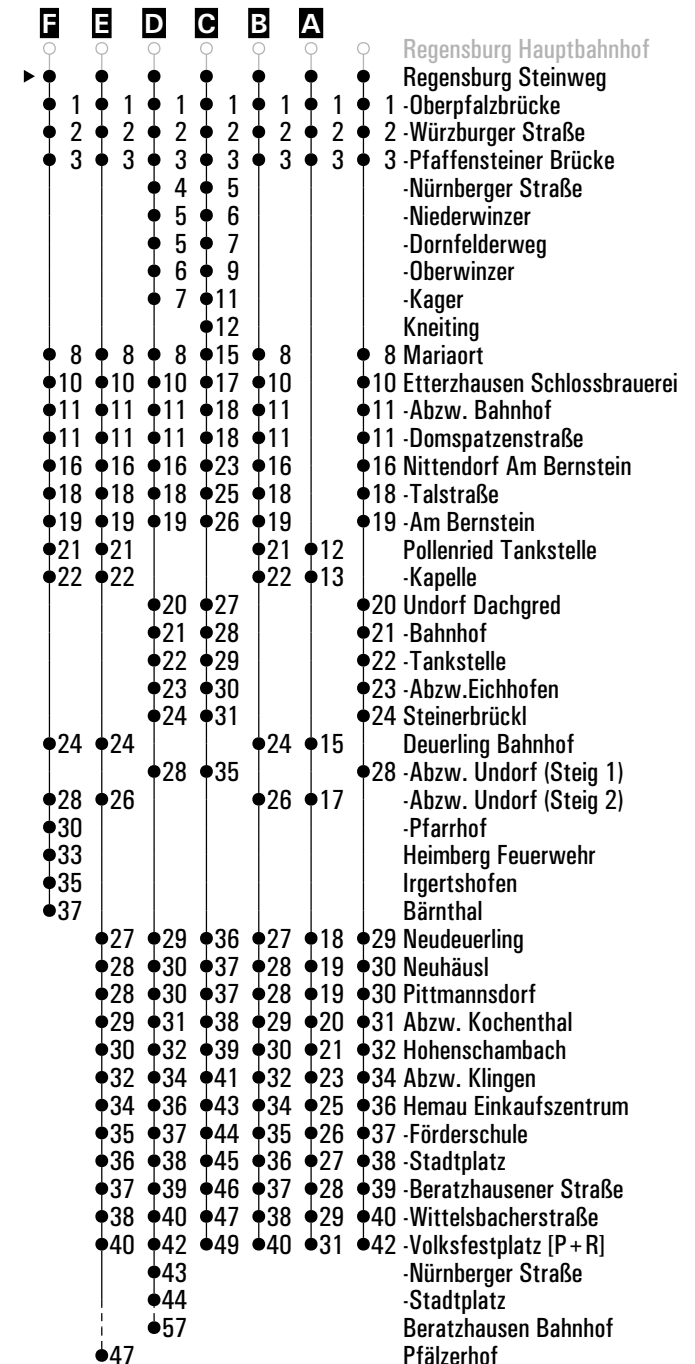 F E D C B A
Regensburg Hauptbahnhof
Regensburg Steinweg
1 1 1 1 1 1 1 -Oberpfalzbrücke
2 2 2 2 2 2 2 -Würzburger Straße
3 3 3 3 3 3 3 -Pfaffensteiner Brücke
4 5 -Nürnberger Straße
5 6 -Niederwinzer
5 7 -Dornfelderweg
6 9 -Oberwinzer
7 11 -Kager
12 Kneiting
8 8 8 15 8 8 Mariaort
10 10 10 17 10 10 Etterzhausen Schlossbrauerei
11 11 11 18 11 11 -Abzw. Bahnhof
11 11 11 18 11 11 -Domspatzenstraße
16 16 16 23 16 16 Nittendorf Am Bernstein
18 18 18 25 18 18 -Talstraße
19 19 19 26 19 19 -Am Bernstein
21 21 21 12 Pollenried Tankstelle
22 22 22 13 -Kapelle
20 27 20 Undorf Dachgred
21 28 21 -Bahnhof
22 29 22 -Tankstelle
23 30 23 -Abzw.Eichhofen
24 31 24 Steinerbrückl
24 24 24 15 Deuerling Bahnhof
28 35 28 -Abzw. Undorf (Steig 1)
28 26 26 17 -Abzw. Undorf (Steig 2)
30 -Pfarrhof
33 Heimberg Feuerwehr
35 Irgertshofen
37 Bärnthal
27 29 36 27 18 29 Neudeuerling
28 30 37 28 19 30 Neuhäusl
28 30 37 28 19 30 Pittmannsdorf
29 31 38 29 20 31 Abzw. Kochenthal
30 32 39 30 21 32 Hohenschambach
32 34 41 32 23 34 Abzw. Klingen
34 36 43 34 25 36 Hemau Einkaufszentrum
35 37 44 35 26 37 -Förderschule
36 38 45 36 27 38 -Stadtplatz
37 39 46 37 28 39 -Beratzhausener Straße
38 40 47 38 29 40 -Wittelsbacherstraße
40 42 49 40 31 42 -Volksfestplatz [P+R]
43 -Nürnberger Straße
44 -Stadtplatz
57 Beratzhausen Bahnhof
47 Pfälzerhof